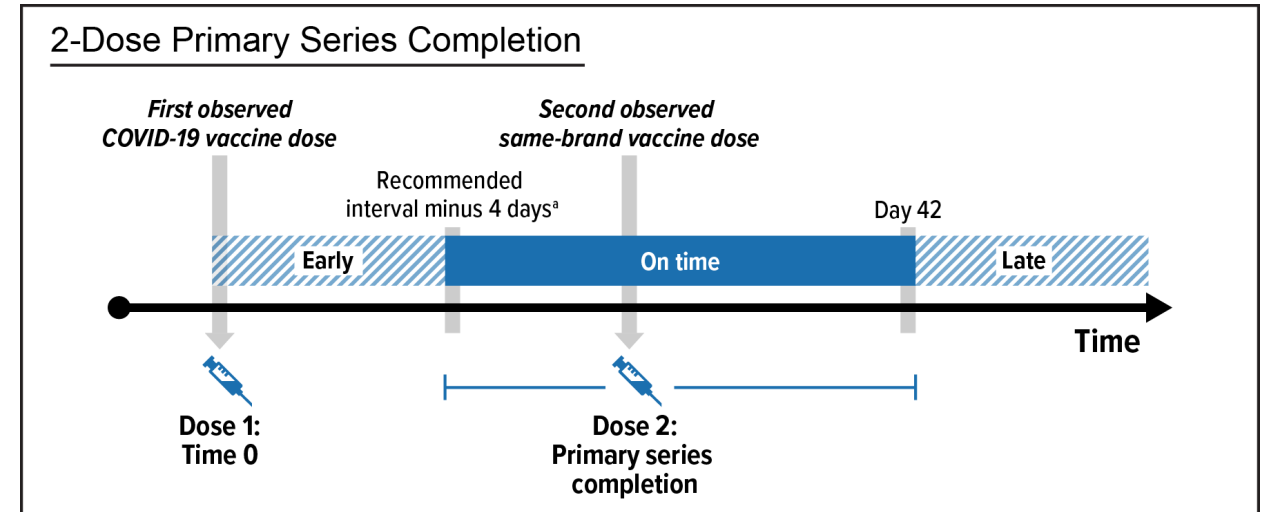 2-Dose Primary Series Completion
First observed
COVID-19 vaccine dose
Second observed
same-brand vaccine dose
Recommended
interval minus 4 daysᵃ
Day 42
Early
On time
Late
Time
Dose 1:
Time 0
Dose 2:
Primary series
completion